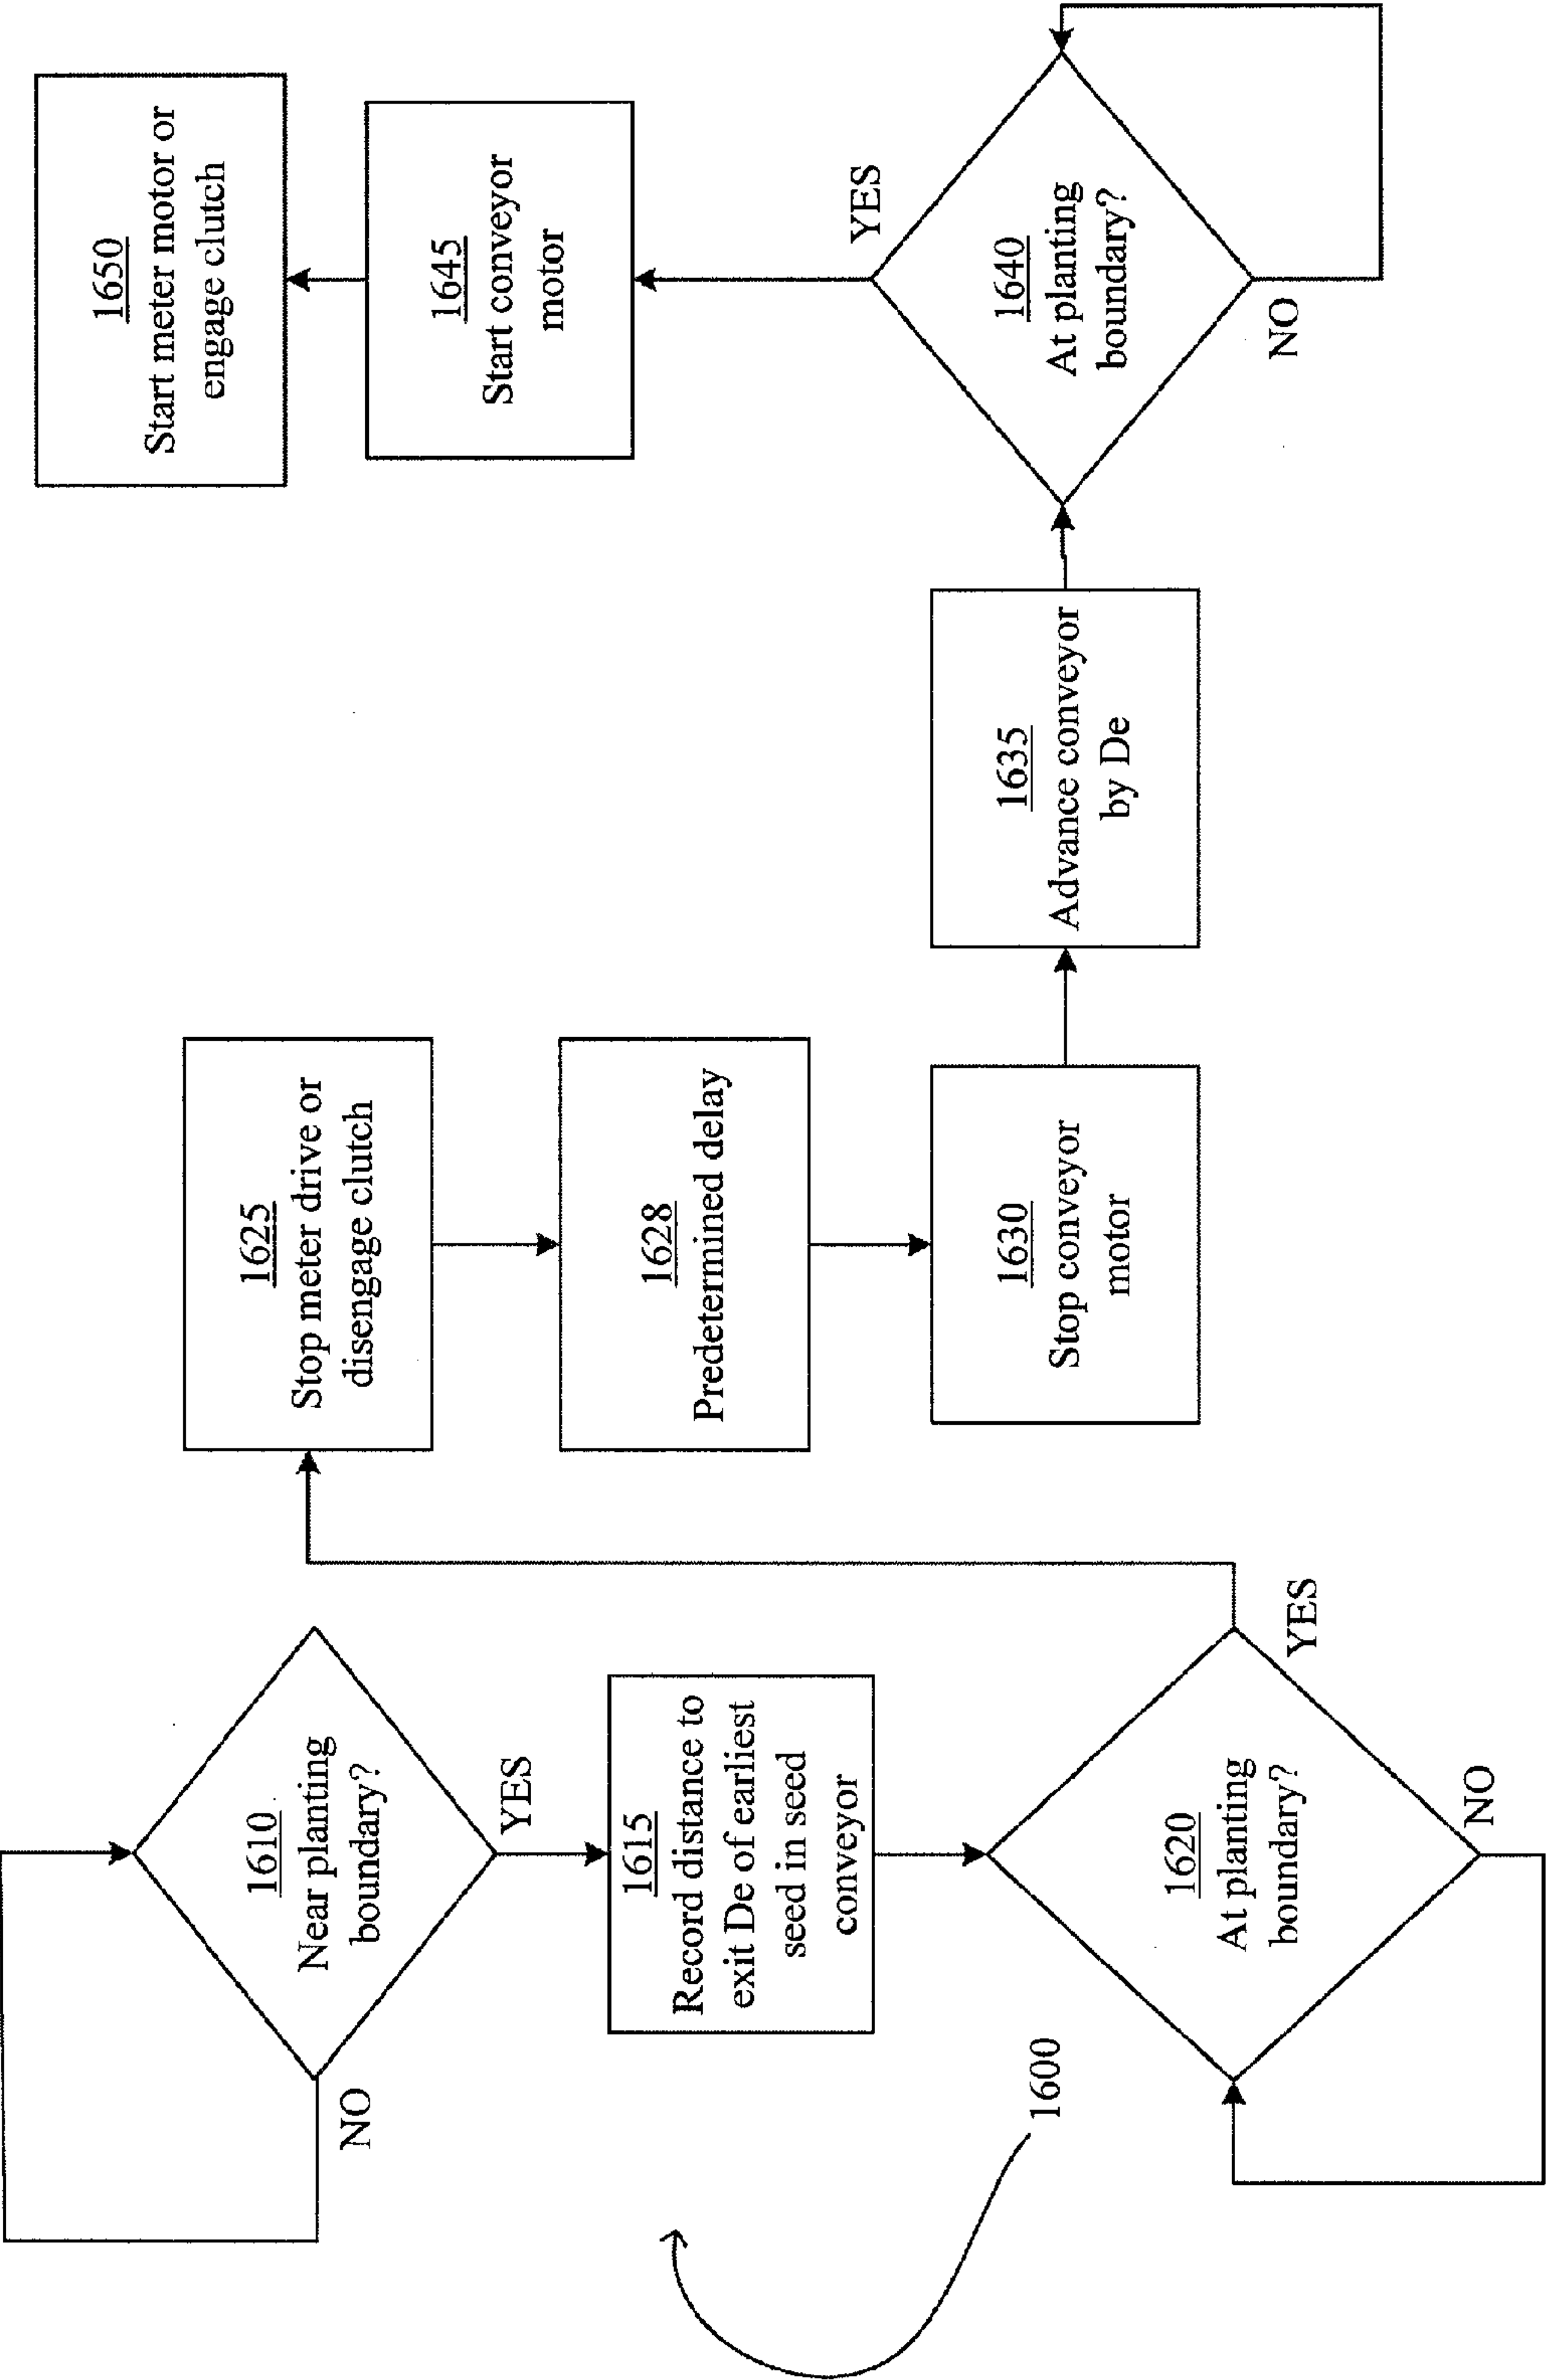 1610
Near planting
boundary?
NO
YES
1615
Record distance to
exit De of earliest
seed in seed
conveyor
1620
At planting
boundary?
NO
YES
1600
1625
Stop meter drive or
disengage clutch
1628
Predetermined delay
1630
Stop conveyor
motor
1635
Advance conveyor
by De
1640
At planting
boundary?
NO
YES
1645
Start conveyor
motor
1650
Start meter motor or
engage clutch